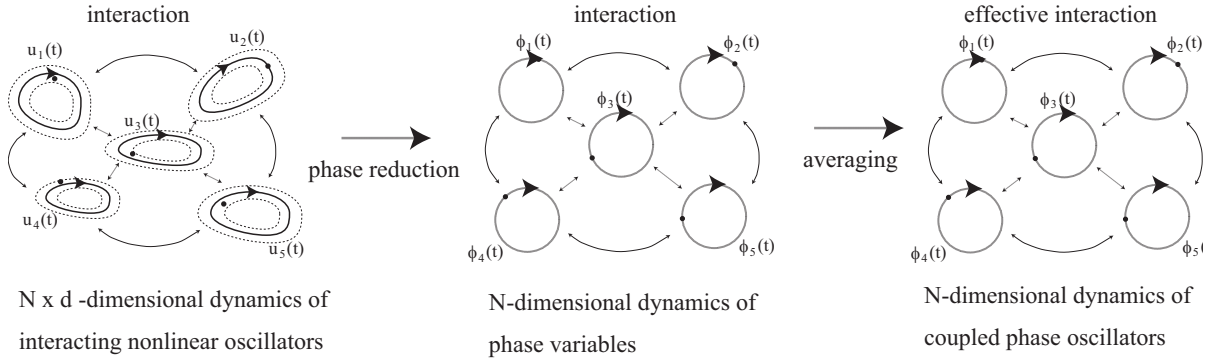 interaction
u₁(t)
u₂(t)
u₃(t)
u₄(t)
u₅(t)
N x d -dimensional dynamics of
interacting nonlinear oscillators
phase reduction
interaction
ϕ₁(t)
ϕ₂(t)
ϕ₃(t)
ϕ₄(t)
ϕ₅(t)
N-dimensional dynamics of
phase variables
averaging
effective interaction
ϕ₁(t)
ϕ₂(t)
ϕ₃(t)
ϕ₄(t)
ϕ₅(t)
N-dimensional dynamics of
coupled phase oscillators